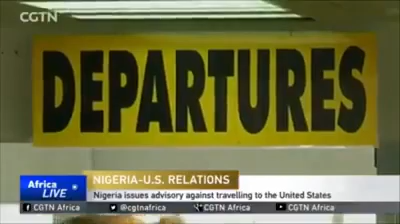 CGTN
DEPARTURES
NIGERIA-U.S. RELATIONS
Africa
LIVE
Nigeria issues advisory against travelling to the United States
CGTN Africa
@cgtnafrica
CGTN Africa
CGTN Africa